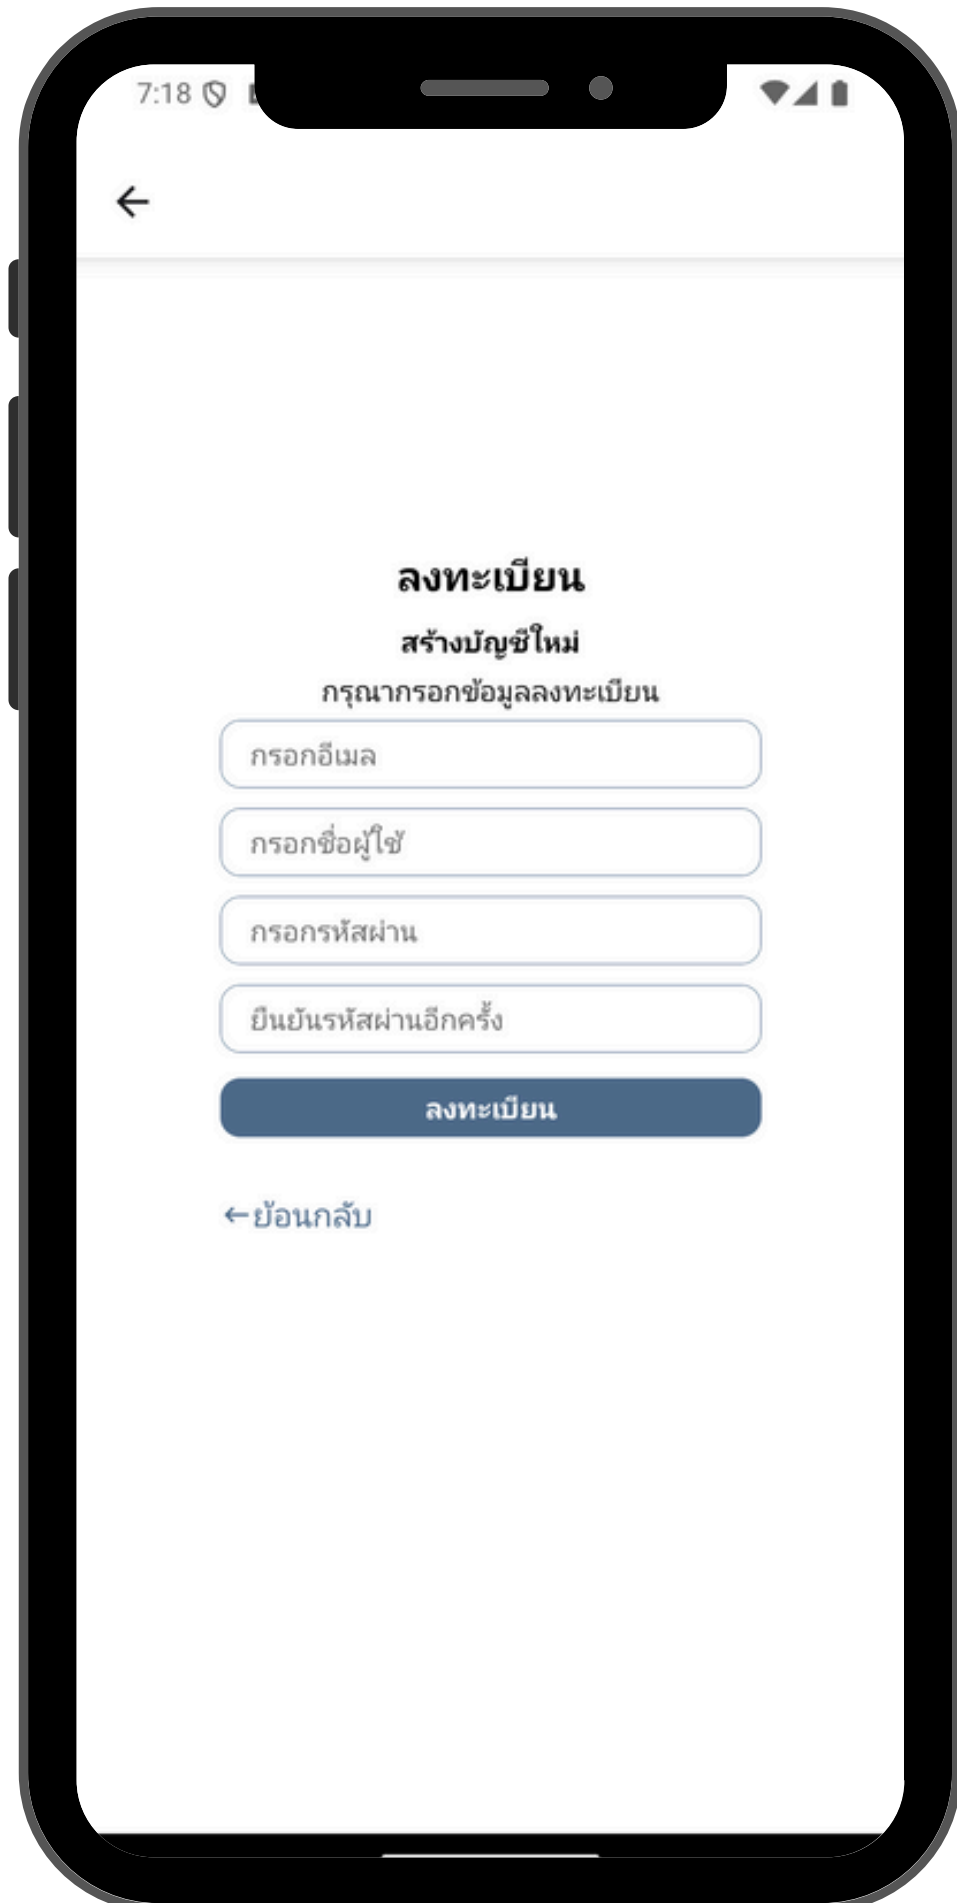 7:18
ลงทะเบียน
สร้างบัญชีใหม่
กรุณากรอกข้อมูลลงทะเบียน
กรอกอีเมล
กรอกชื่อผู้ใช้
กรอกรหัสผ่าน
ยืนยันรหัสผ่านอีกครั้ง
ลงทะเบียน
←ย้อนกลับ